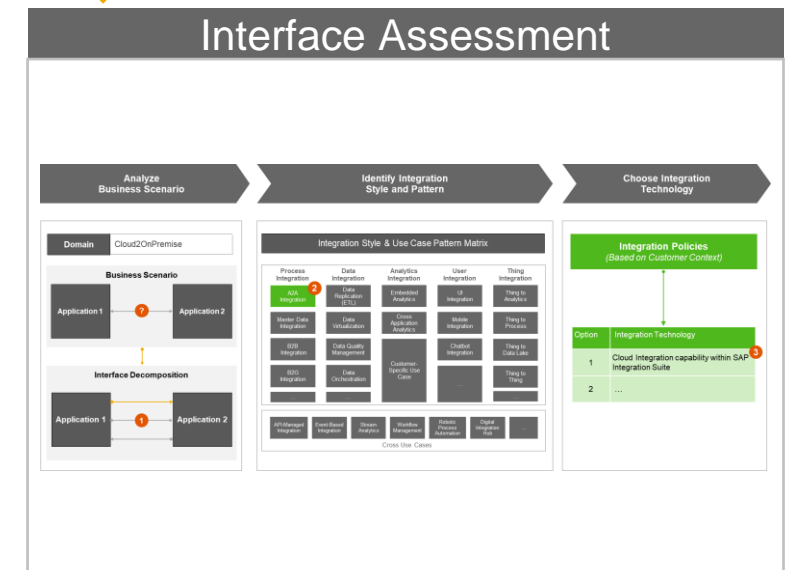 Interface Assessment
Analyze
Business Scenario
Identify Integration
Style and Pattern
Choose Integration
Technology
Domain
Cloud2OnPremise
Business Scenario
Application 1
?
Application 2
Interface Decomposition
Application 1
1
Application 2
Integration Style & Use Case Pattern Matrix
Process
Integration
Data
Integration
Analytics
Integration
User
Integration
Thing
Integration
A2A
Integration
2
Data
Replication
(ETL)
Embedded
Analytics
UI
Integration
Thing to
Analytics
Master Data
Integration
Data
Virtualization
Cross
Application
Analytics
Mobile
Integration
Thing to
Process
B2B
Integration
Data Quality
Management
Customer-
Specific Use
Case
Chatbot
Integration
Thing to
Data Lake
B2G
Integration
Data
Orchestration
...
Thing to
Thing
...
...
...
API-Managed
Integration
Event-Based
Integration
Stream
Analytics
Workflow
Management
Robotic
Process
Automation
Digital
Integration
Hub
...
Cross Use Cases
Integration Policies
(Based on Customer Context)
Option
Integration Technology
3
1
Cloud Integration capability within SAP
Integration Suite
2
...